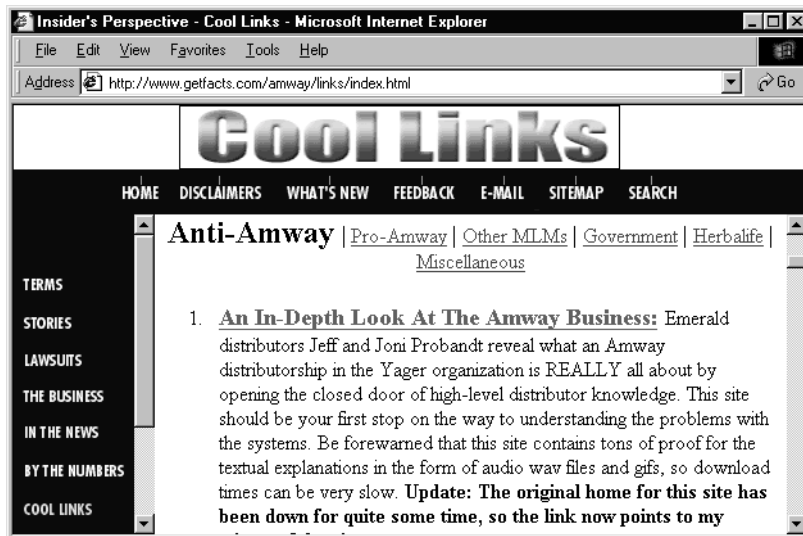 Insider's Perspective - Cool Links - Microsoft Internet Explorer
File Edit View Favorites Tools Help
Address http://www.getfacts.com/amway/links/index.html Go
Cool Links
HOME DISCLAIMERS WHAT'S NEW FEEDBACK E-MAIL SITEMAP SEARCH
TERMS
STORIES
LAWSUITS
THE BUSINESS
IN THE NEWS
BY THE NUMBERS
COOL LINKS
Anti-Amway | Pro-Amway | Other MLMs | Government | Herbalife |
Miscellaneous
1. An In-Depth Look At The Amway Business: Emerald
distributors Jeff and Joni Probandt reveal what an Amway
distributorship in the Yager organization is REALLY all about by
opening the closed door of high-level distributor knowledge. This site
should be your first stop on the way to understanding the problems with
the systems. Be forewarned that this site contains tons of proof for the
textual explanations in the form of audio wav files and gifs, so download
times can be very slow. Update: The original home for this site has
been down for quite some time, so the link now points to my